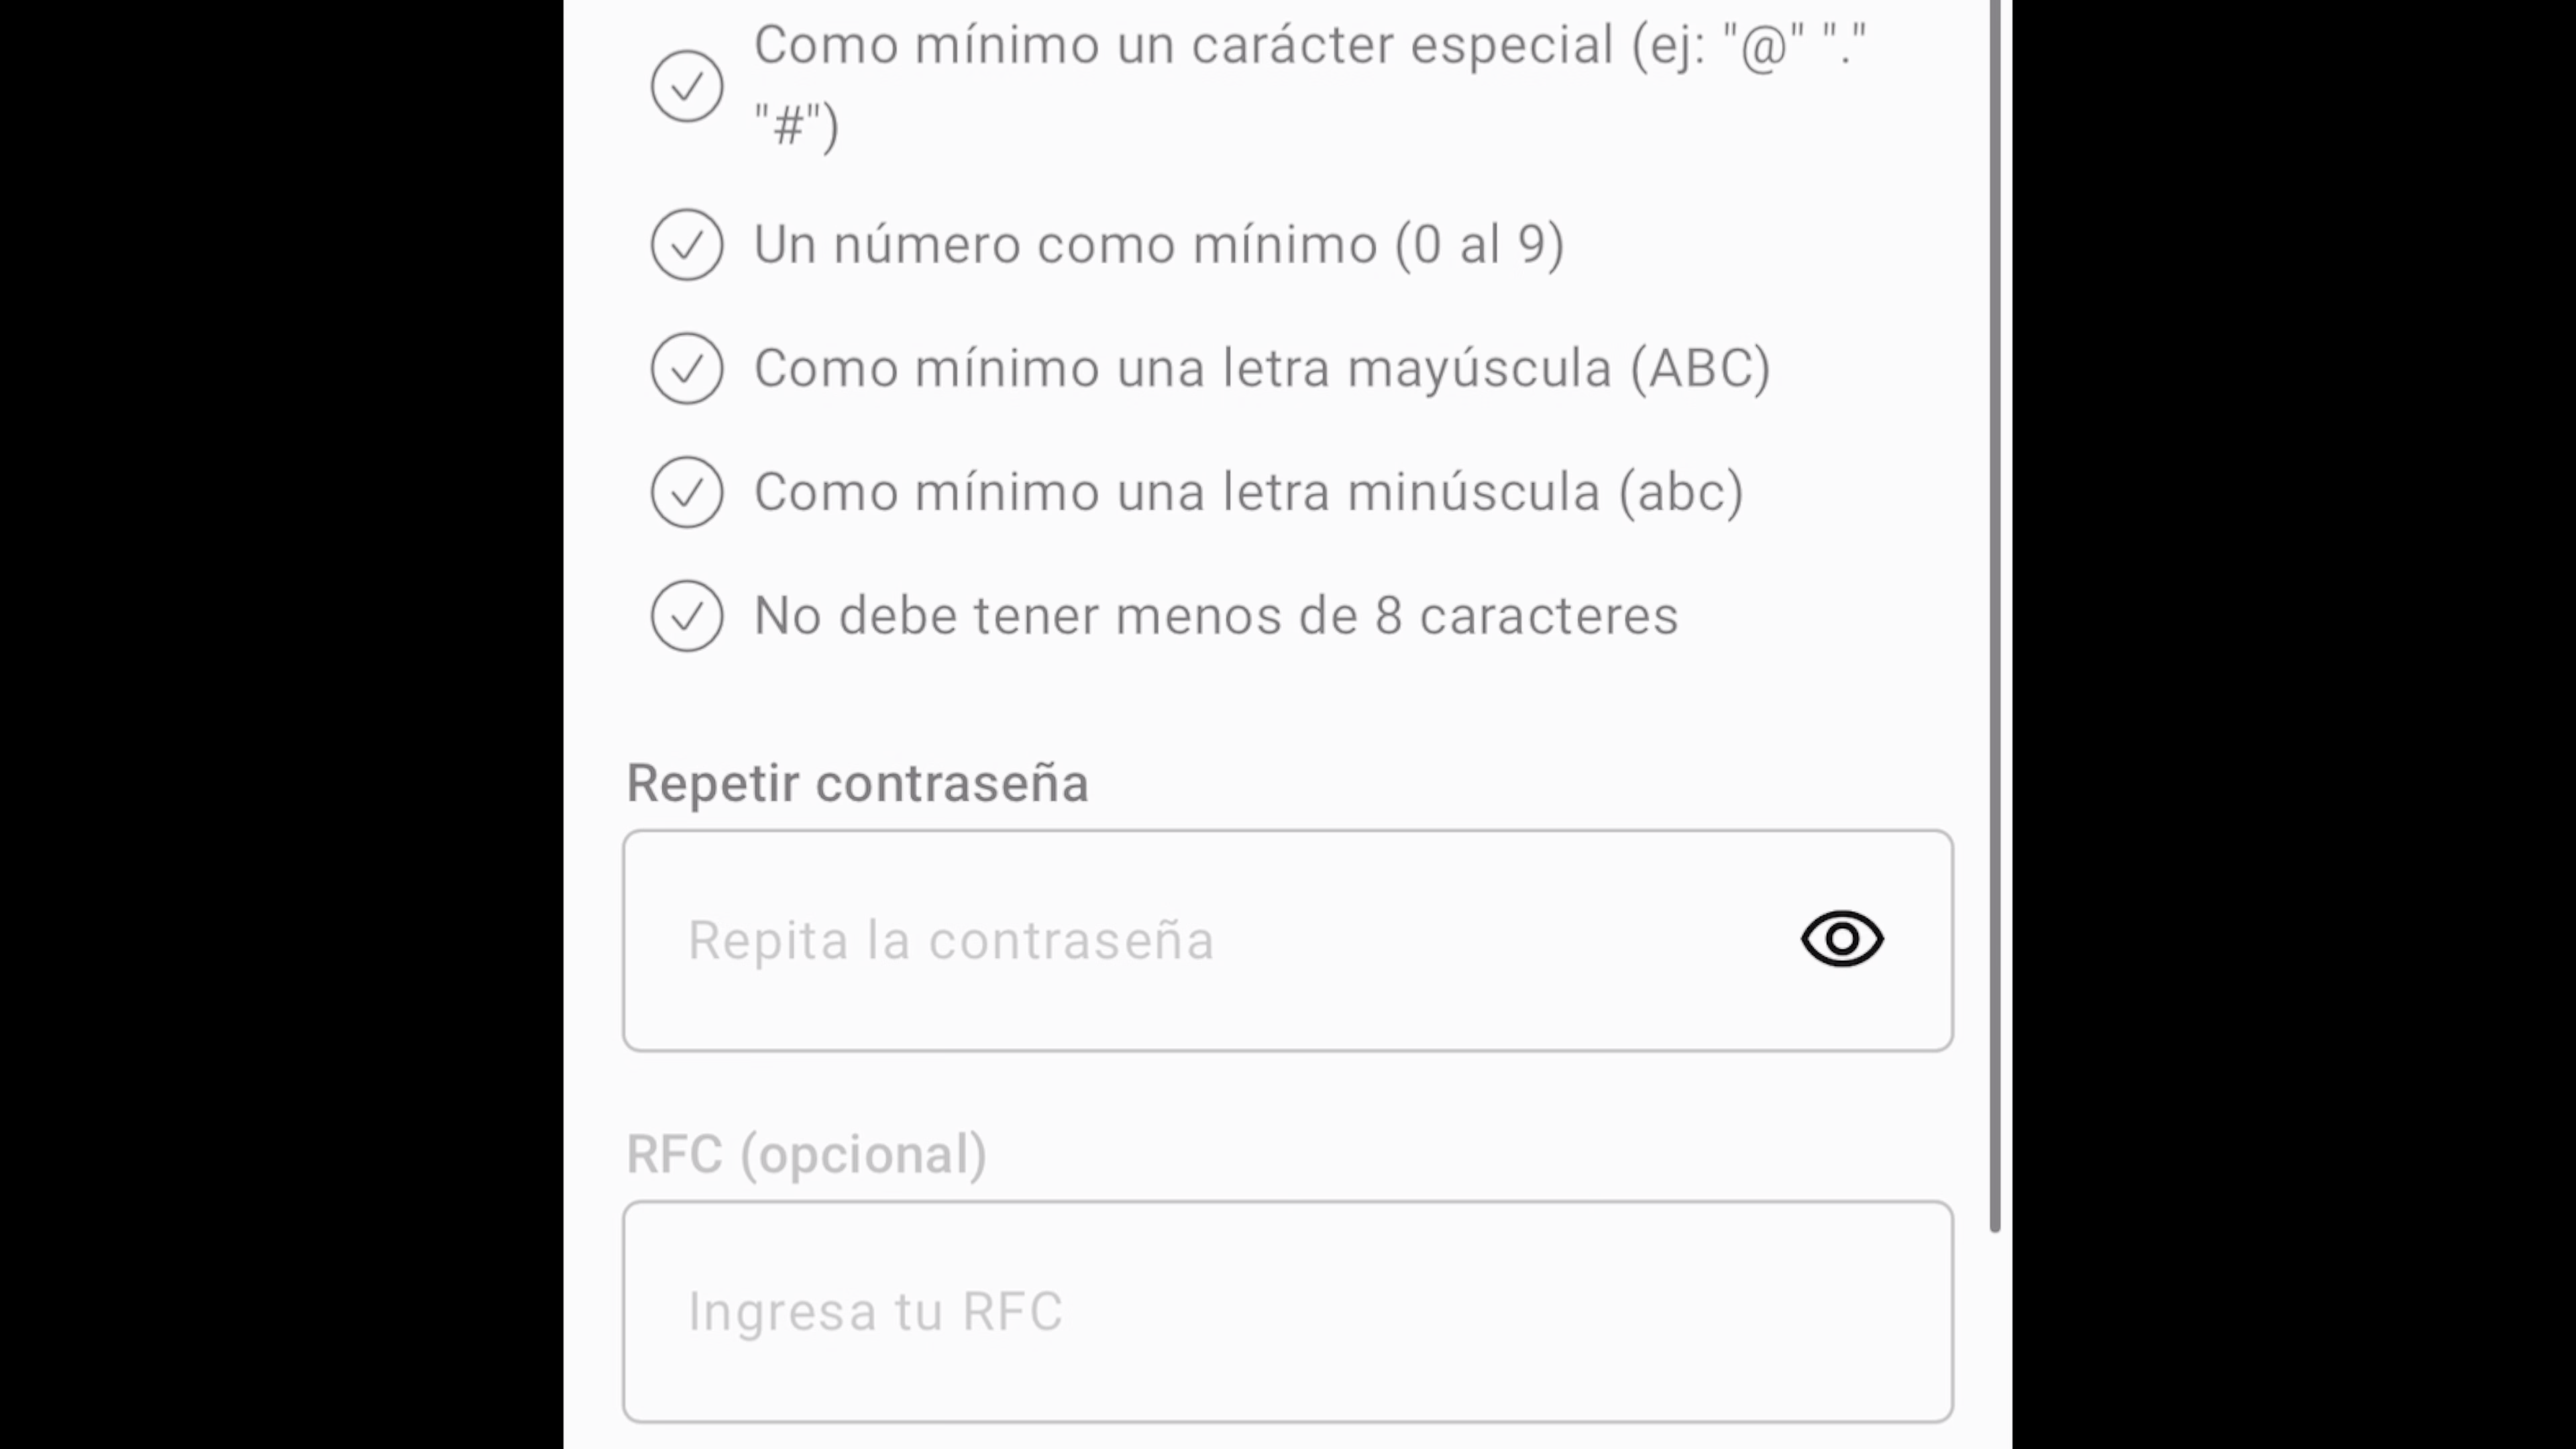 Como mínimo un carácter especial (ej: "@" "."
"#")
Un número como mínimo (0 al 9)
Como mínimo una letra mayúscula (ABC)
Como mínimo una letra minúscula (abc)
No debe tener menos de 8 caracteres
Repetir contraseña
Repita la contraseña
RFC (opcional)
Ingresa tu RFC